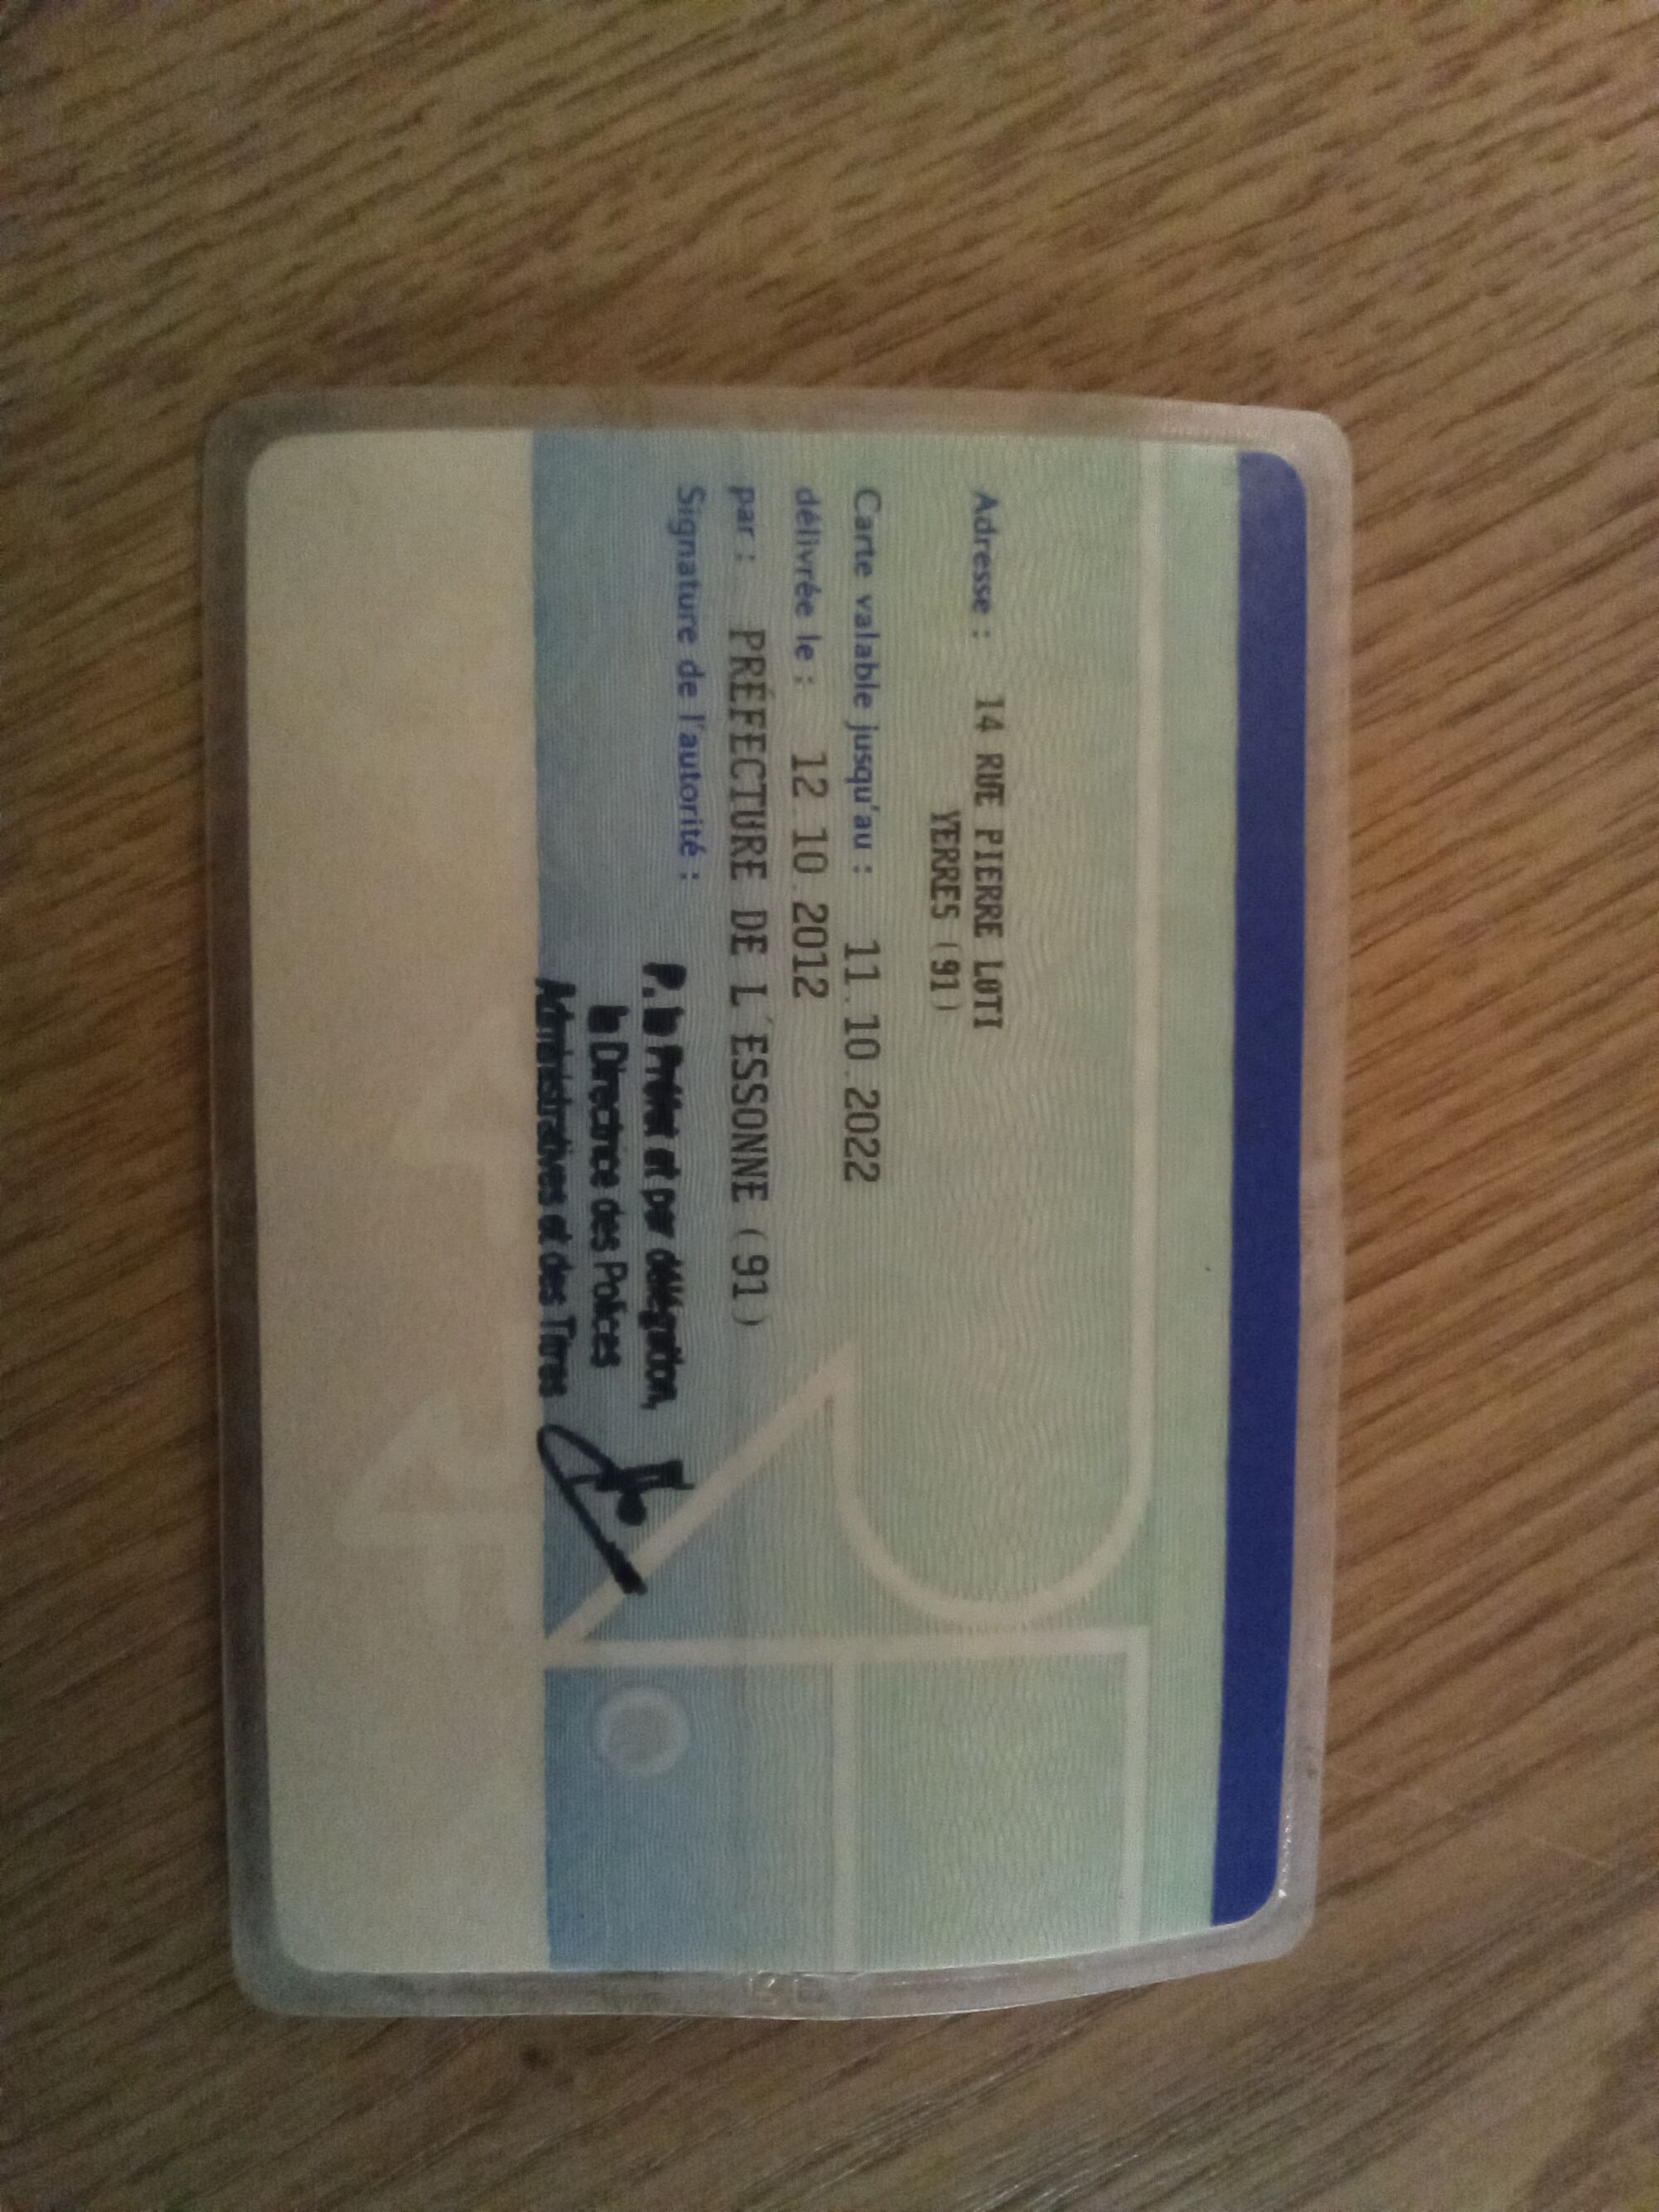 Adresse : 14 RUE PIERRE LOTI
YERRES (91)
Carte valable jusqu'au : 11.10.2022
délivrée le : 12.10.2012
par : PRÉFECTURE DE L'ESSONNE (91)
Signature de l'autorité :
P. le Préfet et par délégation,
la Directrice des Polices
Administratives et des Titres